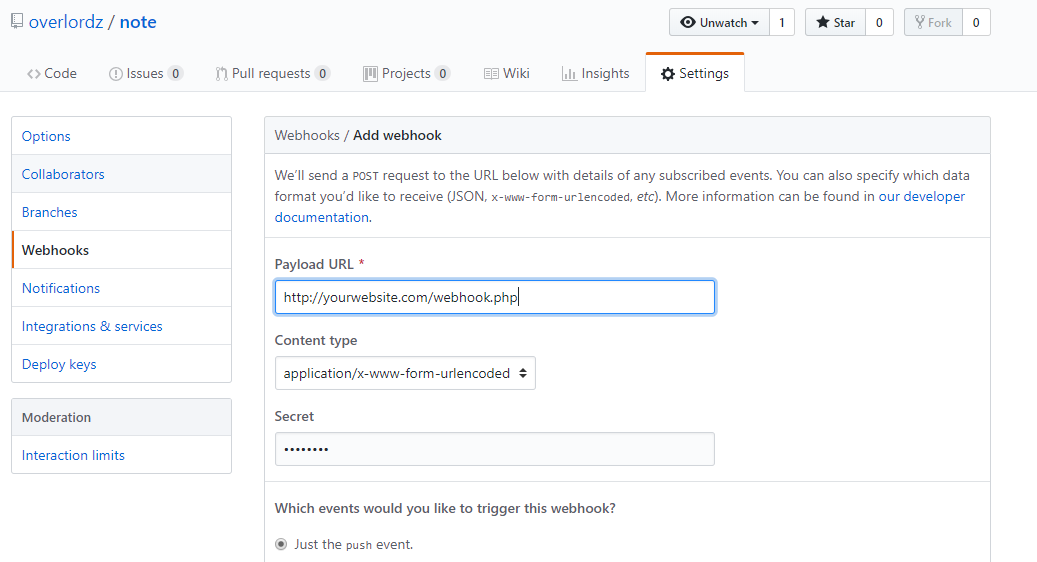 overlordz / note
Unwatch 1 Star 0 Fork 0
Code Issues 0 Pull requests 0 Projects 0 Wiki Insights Settings
Options
Collaborators
Branches
Webhooks
Notifications
Integrations & services
Deploy keys
Moderation
Interaction limits
Webhooks / Add webhook
We’ll send a POST request to the URL below with details of any subscribed events. You can also specify which data
format you’d like to receive (JSON, x-www-form-urlencoded, etc). More information can be found in our developer
documentation.
Payload URL *
http://yourwebsite.com/webhook.php
Content type
application/x-www-form-urlencoded
Secret
••••••••
Which events would you like to trigger this webhook?
Just the push event.